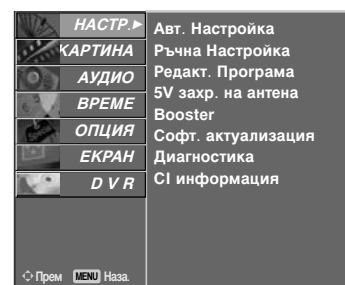 НАСТР.
КАРТИНА
АУДИО
ВРЕМЕ
ОПЦИЯ
ЕКРАН
D V R
Авт. Настройка
Ръчна Настройка
Редакт. Програма
5V захр. на антена
Booster
Софт. актуализация
Диагностика
CI информация
Прем MENU Наза.